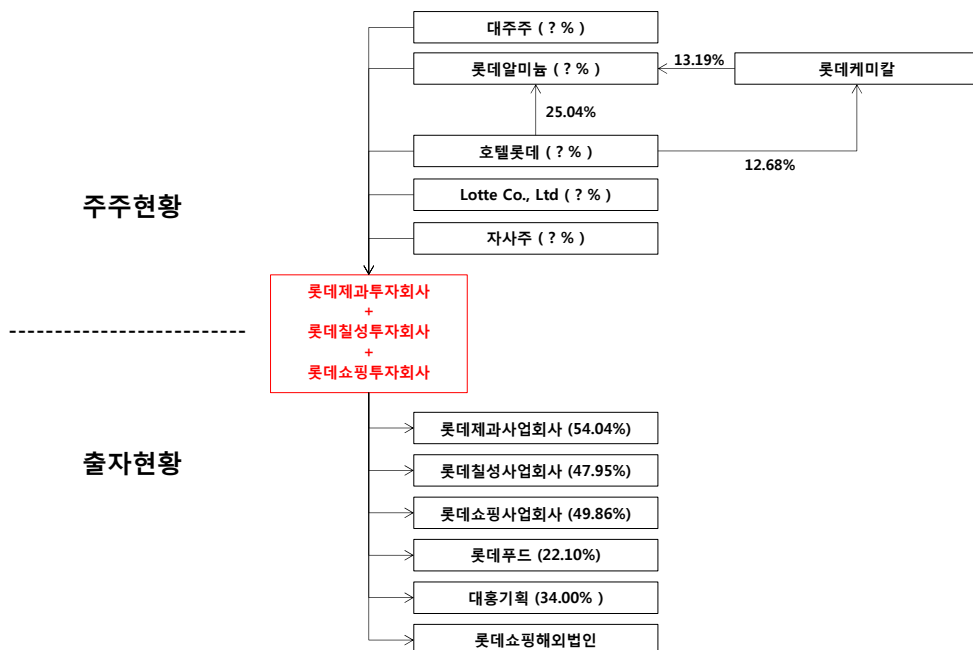 대주주 ( ? % )
롯데알미늄 ( ? % )
13.19%
롯데케미칼
25.04%
호텔롯데 ( ? % )
12.68%
주주현황
Lotte Co., Ltd ( ? % )
자사주 ( ? % )
롯데제과투자회사
+
롯데칠성투자회사
+
롯데쇼핑투자회사
출자현황
롯데제과사업회사 (54.04%)
롯데칠성사업회사 (47.95%)
롯데쇼핑사업회사 (49.86%)
롯데푸드 (22.10%)
대홍기획 (34.00% )
롯데쇼핑해외법인